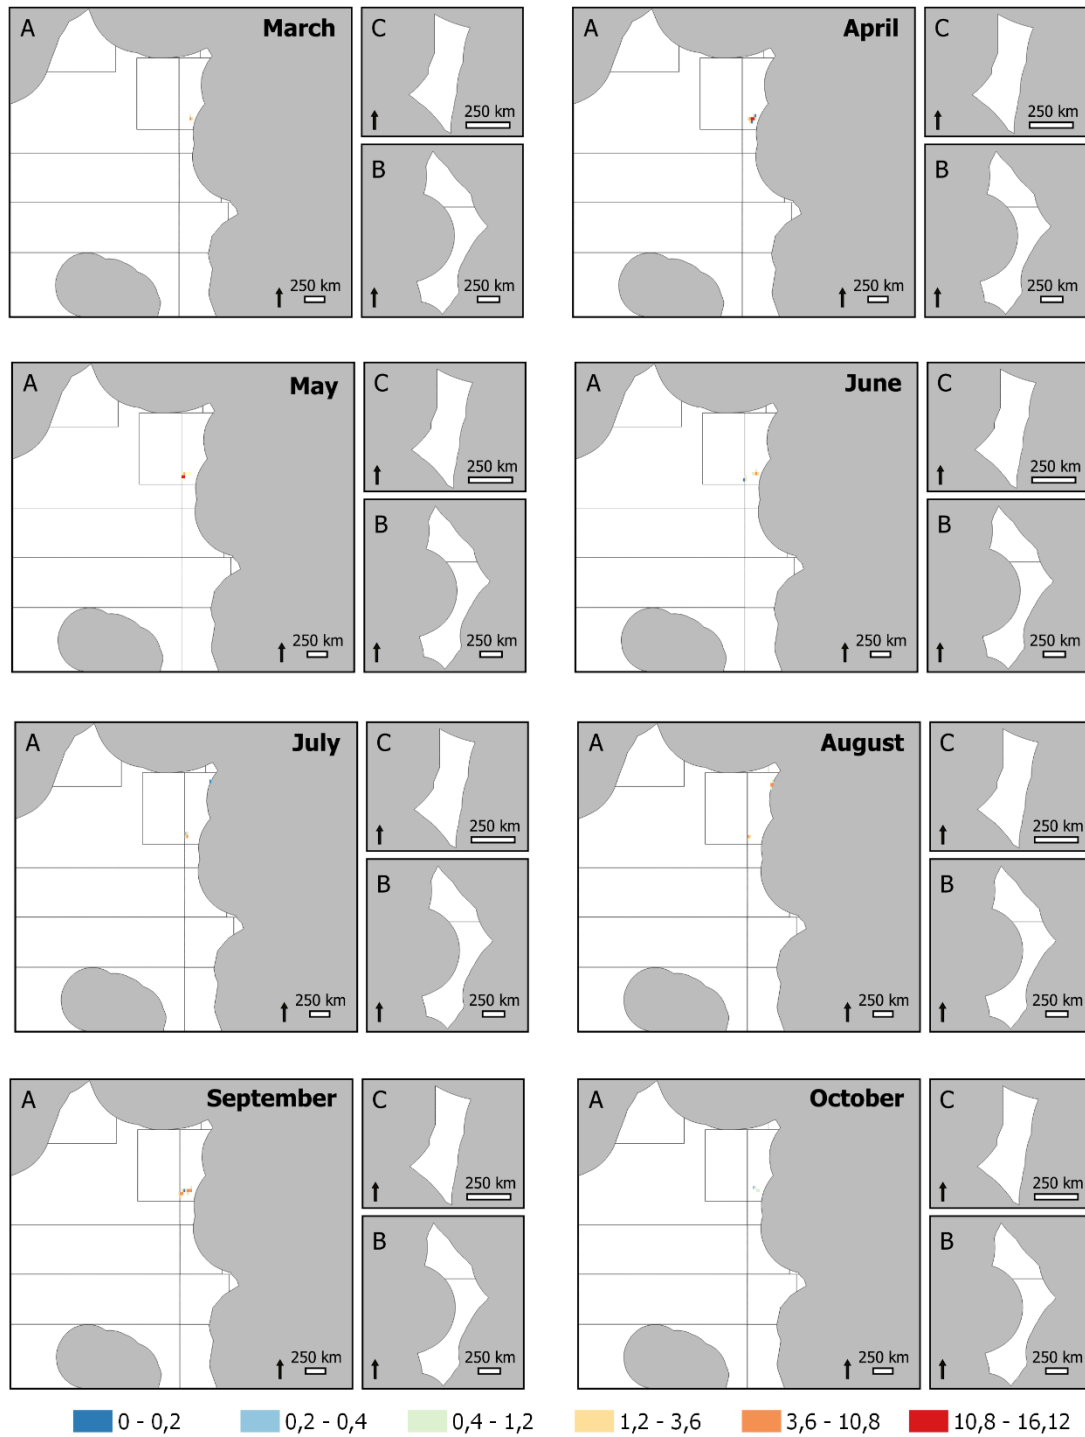 A March C 250 km B 250 km 250 km
A April C 250 km B 250 km 250 km
A May C 250 km B 250 km 250 km
A June C 250 km B 250 km 250 km
A July C 250 km B 250 km 250 km
A August C 250 km B 250 km 250 km
A September C 250 km B 250 km 250 km
A October C 250 km B 250 km 250 km
0 - 0,2 0,2 - 0,4 0,4 - 1,2 1,2 - 3,6 3,6 - 10,8 10,8 - 16,12